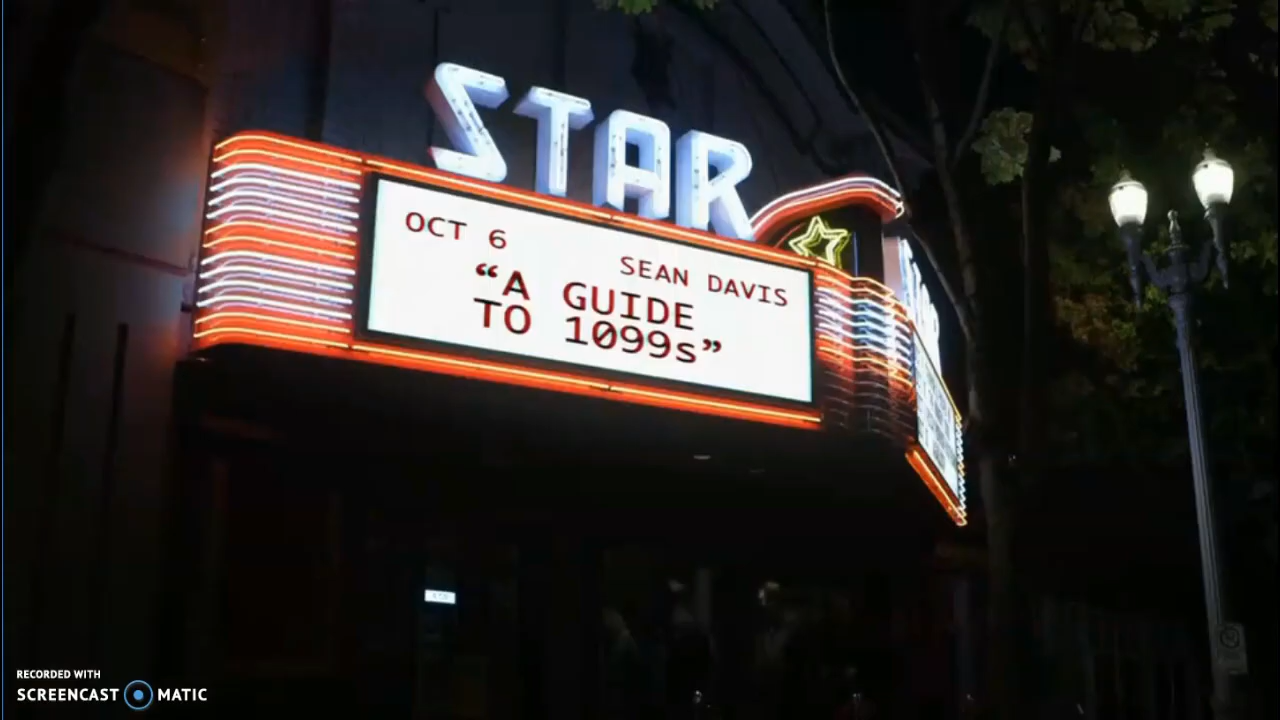 STAR
OCT 6
SEAN DAVIS
“A GUIDE
TO 1099s”
RECORDED WITH
SCREENCAST MATIC